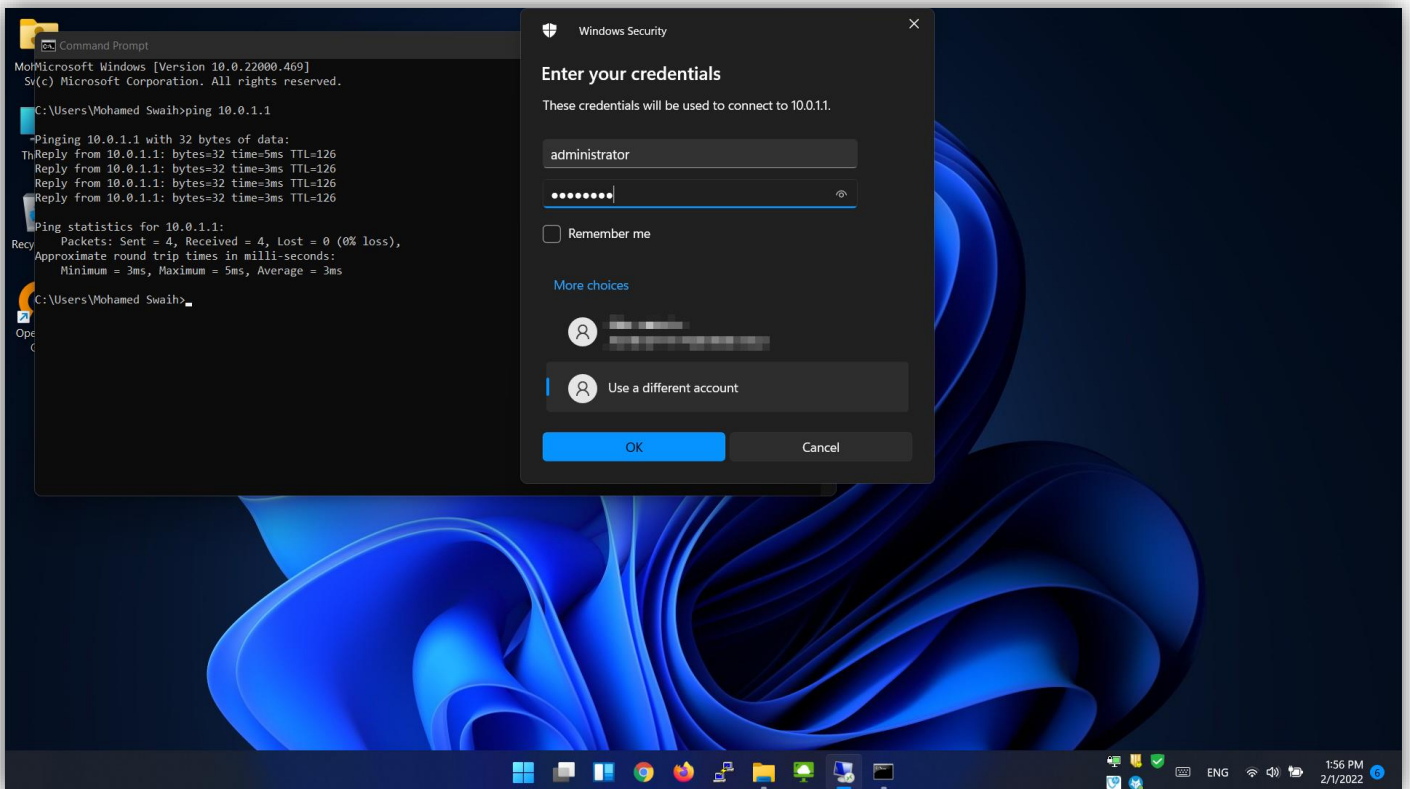 Command Prompt
Microsoft Windows [Version 10.0.22000.469]
(c) Microsoft Corporation. All rights reserved.
C:\Users\Mohamed Swaih>ping 10.0.1.1
Pinging 10.0.1.1 with 32 bytes of data:
Reply from 10.0.1.1: bytes=32 time=5ms TTL=126
Reply from 10.0.1.1: bytes=32 time=3ms TTL=126
Reply from 10.0.1.1: bytes=32 time=3ms TTL=126
Reply from 10.0.1.1: bytes=32 time=3ms TTL=126
Ping statistics for 10.0.1.1:
Packets: Sent = 4, Received = 4, Lost = 0 (0% loss),
Approximate round trip times in milli-seconds:
Minimum = 3ms, Maximum = 5ms, Average = 3ms
C:\Users\Mohamed Swaih>
Windows Security
Enter your credentials
These credentials will be used to connect to 10.0.1.1.
administrator
Remember me
More choices
Use a different account
OK Cancel
ENG
1:56 PM
2/1/2022
6